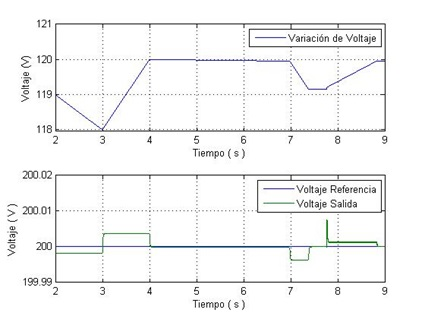 121
120
119
118
Voltaje (V)
Variación de Voltaje
2 3 4 5 6 7 8 9
Tiempo ( s )
200.02
200.01
200
199.99
Voltaje ( V )
Voltaje Referencia
Voltaje Salida
2 3 4 5 6 7 8 9
Tiempo ( s )